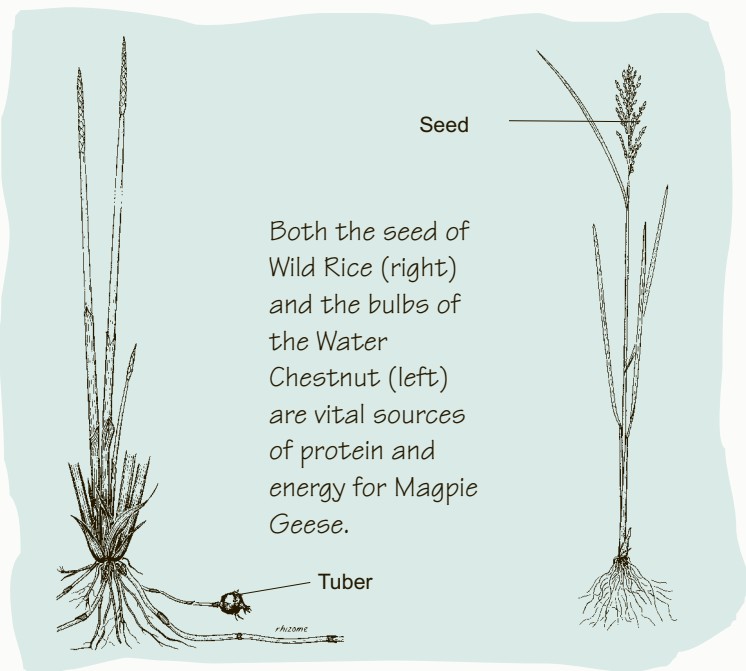 Seed
Both the seed of
Wild Rice (right)
and the bulbs of
the Water
Chestnut (left)
are vital sources
of protein and
energy for Magpie
Geese.
Tuber
rhizome